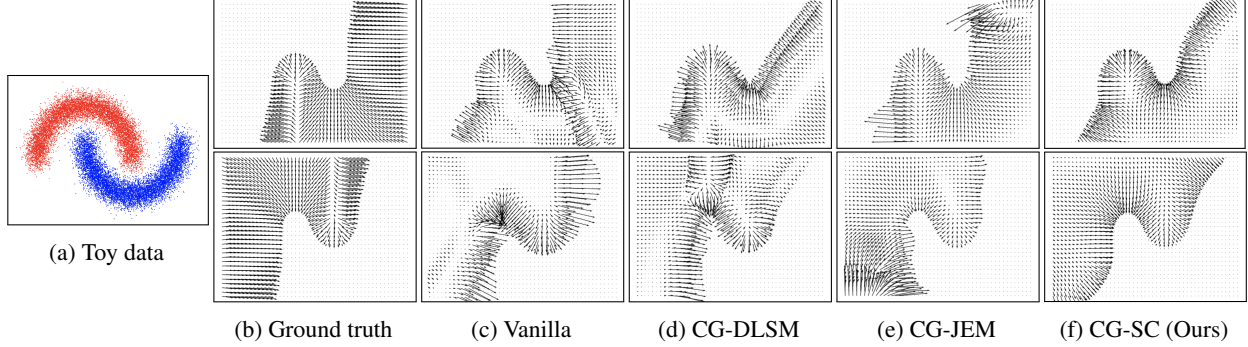 (a) Toy data
(b) Ground truth
(c) Vanilla
(d) CG-DLSM
(e) CG-JEM
(f) CG-SC (Ours)